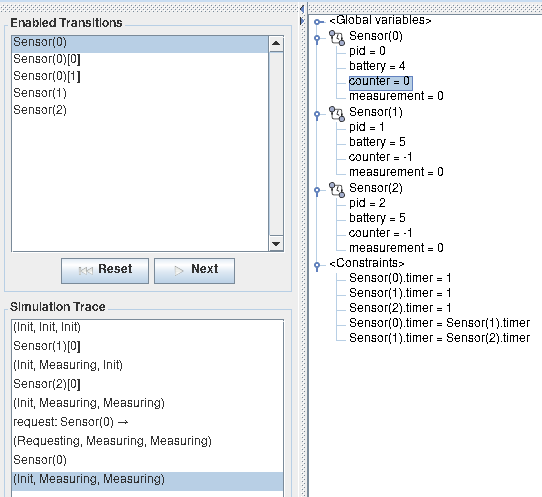 Enabled Transitions
Sensor(0)
Sensor(0)[0]
Sensor(0)[1]
Sensor(1)
Sensor(2)
Reset
Next
Simulation Trace
(Init, Init, Init)
Sensor(1)[0]
(Init, Measuring, Init)
Sensor(2)[0]
(Init, Measuring, Measuring)
request: Sensor(0) →
(Requesting, Measuring, Measuring)
Sensor(0)
(Init, Measuring, Measuring)
<Global variables>
Sensor(0)
pid = 0
battery = 4
counter = 0
measurement = 0
Sensor(1)
pid = 1
battery = 5
counter = -1
measurement = 0
Sensor(2)
pid = 2
battery = 5
counter = -1
measurement = 0
<Constraints>
Sensor(0).timer = 1
Sensor(1).timer = 1
Sensor(2).timer = 1
Sensor(0).timer = Sensor(1).timer
Sensor(1).timer = Sensor(2).timer